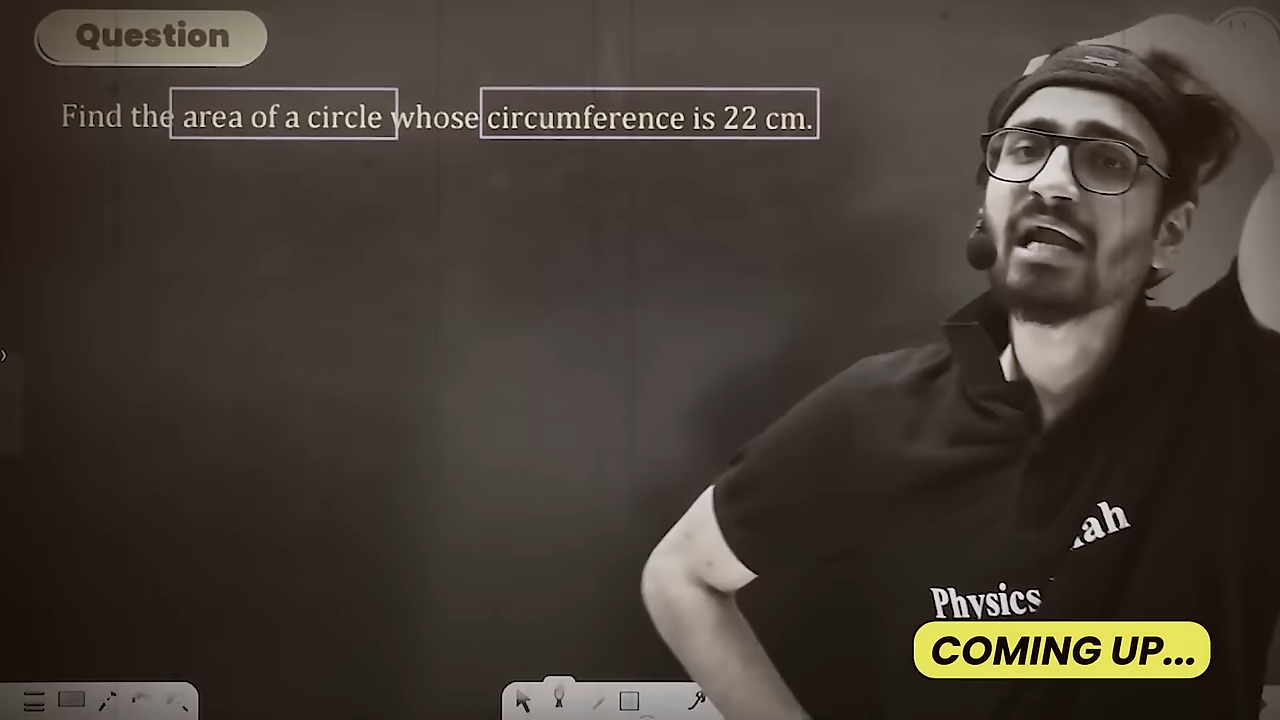 Question
Find the area of a circle whose circumference is 22 cm.
Physics
COMING UP...